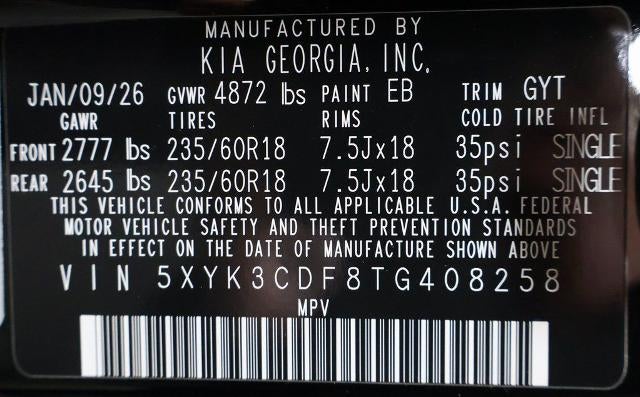 MANUFACTURED BY
KIA GEORGIA, INC.
JAN/09/26 GVWR 4872 lbs PAINT EB TRIM GYT
GAWR TIRES RIMS COLD TIRE INFL
FRONT 2777 lbs 235/60R18 7.5Jx18 35psi SINGLE
REAR 2645 lbs 235/60R18 7.5Jx18 35psi SINGLE
THIS VEHICLE CONFORMS TO ALL APPLICABLE U.S.A. FEDERAL
MOTOR VEHICLE SAFETY AND THEFT PREVENTION STANDARDS
IN EFFECT ON THE DATE OF MANUFACTURE SHOWN ABOVE
VIN 5XYK3CDF8TG408258
MPV